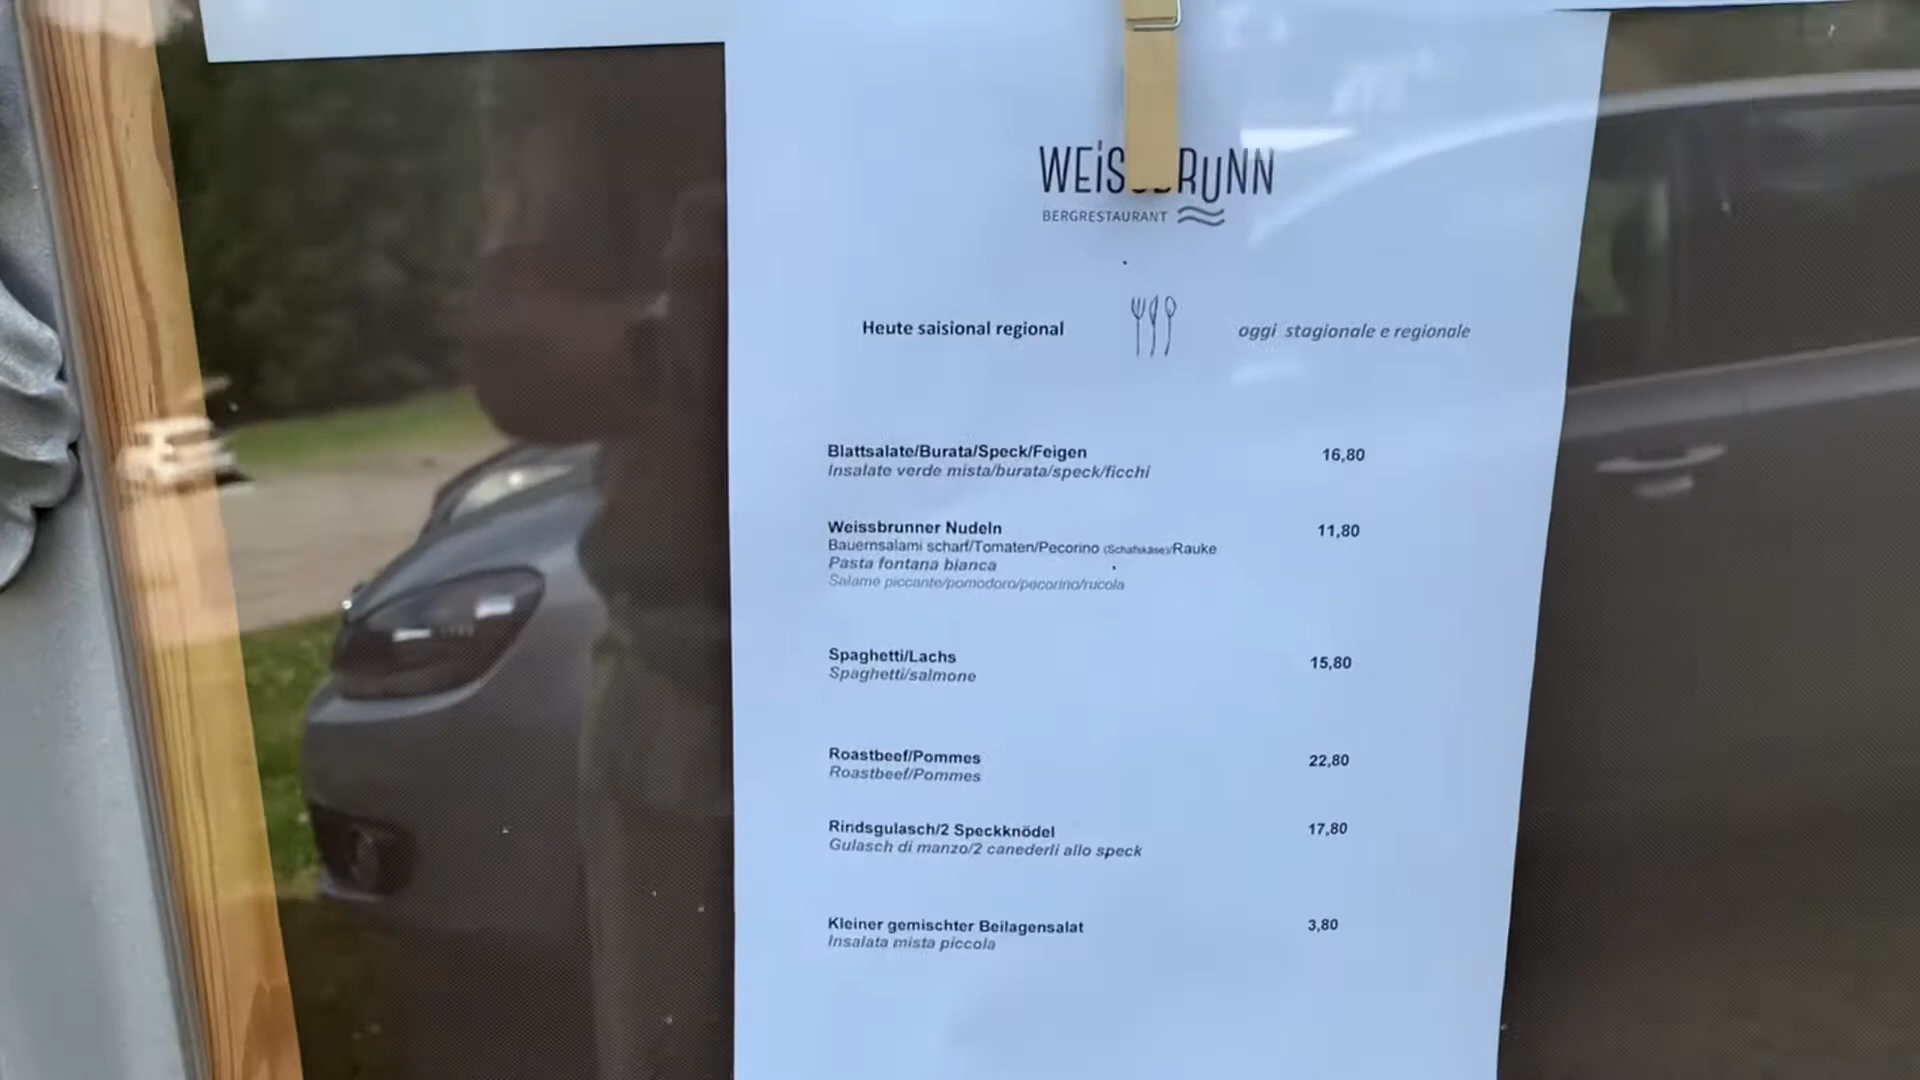 WEiS RUNN
BERGRESTAURANT
Heute saisional regional
oggi stagionale e regionale
Blattsalate/Burata/Speck/Feigen 16,80
Insalate verde mista/burata/speck/ficchi
Weissbrunner Nudeln 11,80
Bauernsalami scharf/Tomaten/Pecorino (Schafskäse)/Rauke
Pasta fontana bianca
Salame piccante/pomodoro/pecorino/rucola
Spaghetti/Lachs 15,80
Spaghetti/salmone
Roastbeef/Pommes 22,80
Roastbeef/Pommes
Rindsgulasch/2 Speckknödel 17,80
Gulasch di manzo/2 canederli allo speck
Kleiner gemischter Beilagensalat 3,80
Insalata mista piccola